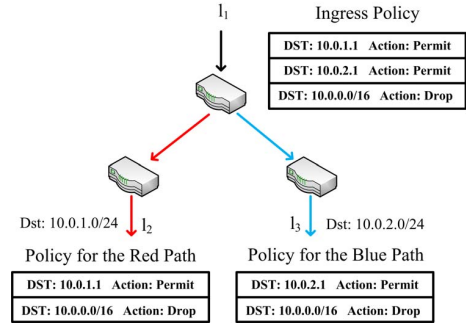 l1
Ingress Policy
DST: 10.0.1.1 Action: Permit
DST: 10.0.2.1 Action: Permit
DST: 10.0.0.0/16 Action: Drop
Dst: 10.0.1.0/24
l2
l3
Dst: 10.0.2.0/24
Policy for the Red Path
DST: 10.0.1.1 Action: Permit
DST: 10.0.0.0/16 Action: Drop
Policy for the Blue Path
DST: 10.0.2.1 Action: Permit
DST: 10.0.0.0/16 Action: Drop